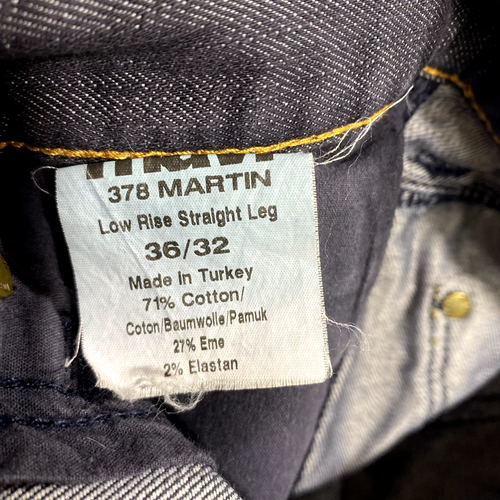 mavi
378 MARTIN
Low Rise Straight Leg
36/32
Made In Turkey
71% Cotton/
Coton/Baumwolle/Pamuk
27% Eme
2% Elastan